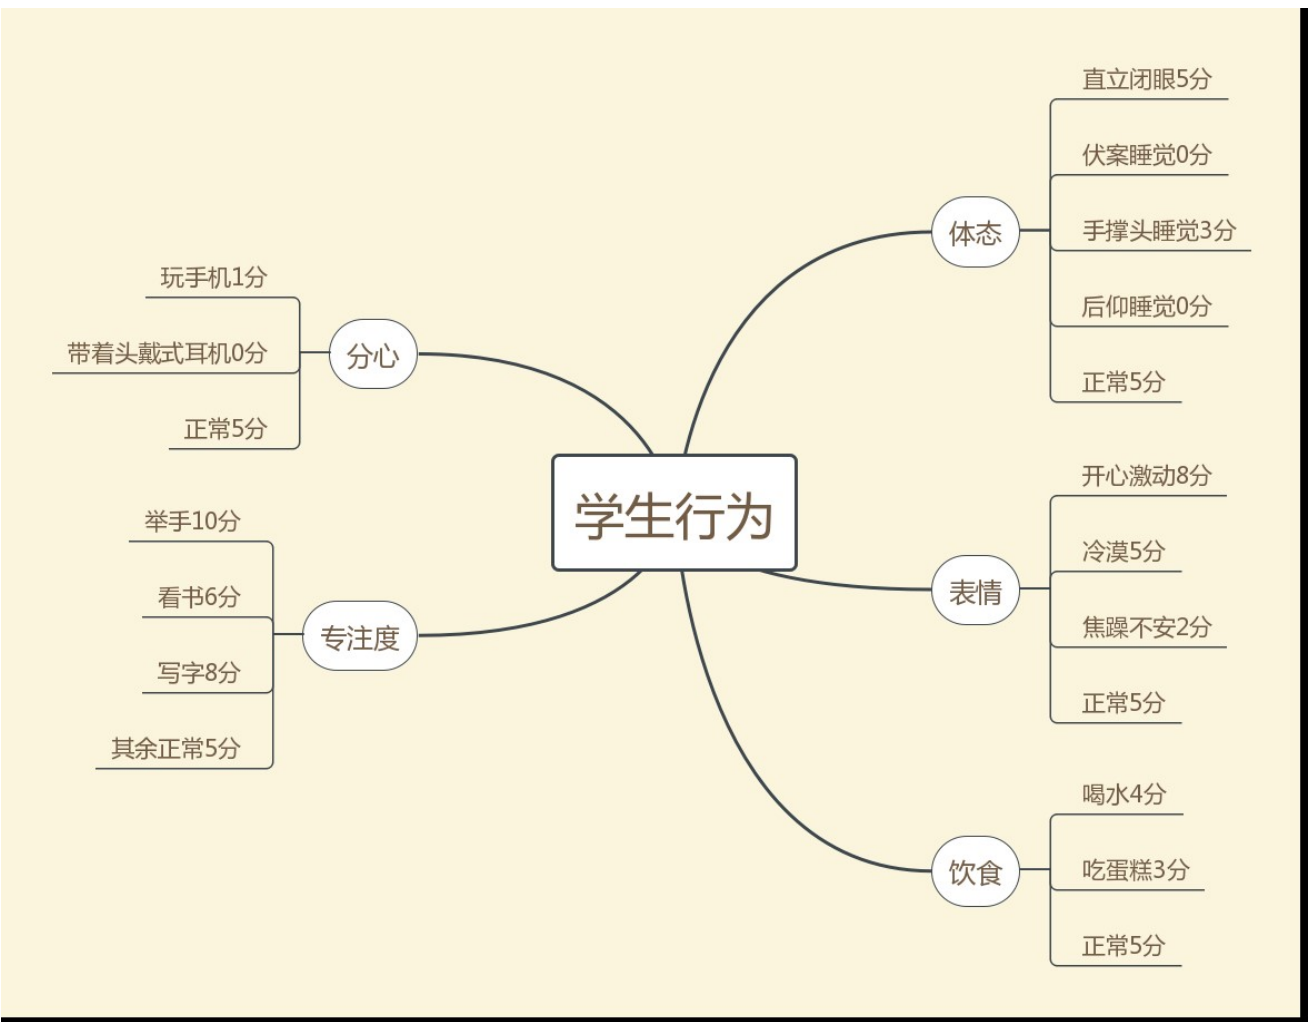 学生行为
体态
直立闭眼5分
伏案睡觉0分
手撑头睡觉3分
后仰睡觉0分
正常5分
表情
开心激动8分
冷漠5分
焦躁不安2分
正常5分
饮食
喝水4分
吃蛋糕3分
正常5分
分心
玩手机1分
带着头戴式耳机0分
正常5分
专注度
举手10分
看书6分
写字8分
其余正常5分